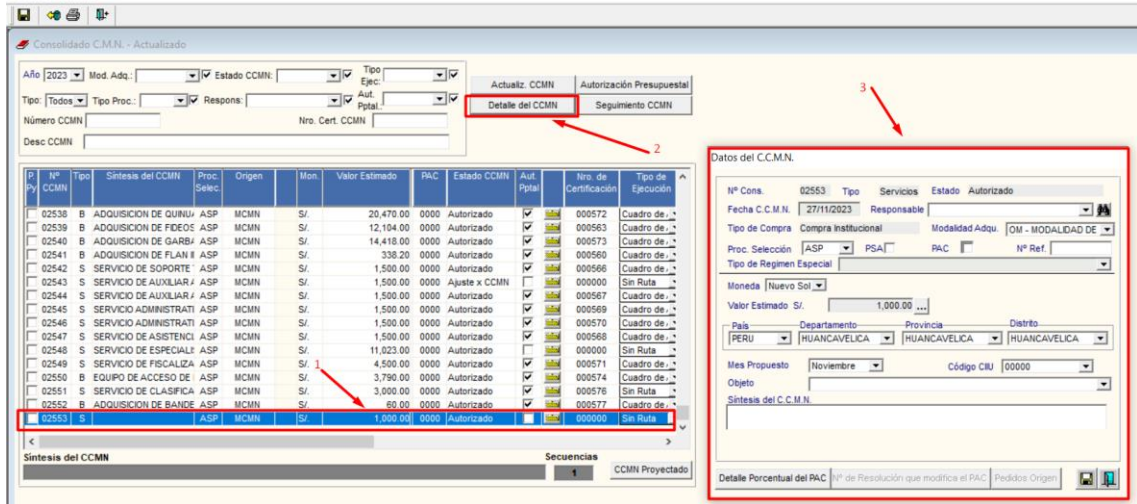 Consolidado C.M.N. - Actualizado
Año 2023 Mod. Adq.: Estado CCMN: Tipo Ejec:
Tipo: Todos Tipo Proc.: Respons: Aut. Pptal.:
Número CCMN Nro. Cert. CCMN
Desc CCMN
Actualiz. CCMN Autorización Presupuestal
Detalle del CCMN Seguimiento CCMN
2
P. Py Nº CCMN Tipo Síntesis del CCMN Proc. Selec. Origen Mon. Valor Estimado PAC Estado CCMN Aut. Pptal Nro. de Certificación Tipo de Ejecución
02538 B ADQUISICION DE QUINU ASP MCMN S/. 20,470.00 0000 Autorizado 000572 Cuadro de
02539 B ADQUISICION DE FIDEOS ASP MCMN S/. 12,104.00 0000 Autorizado 000563 Cuadro de
02540 B ADQUISICION DE GARBA ASP MCMN S/. 14,418.00 0000 Autorizado 000573 Cuadro de
02541 B ADQUISICION DE FLAN ASP MCMN S/. 338.20 0000 Autorizado 000560 Cuadro de
02542 S SERVICIO DE SOPORTE ASP MCMN S/. 1,500.00 0000 Autorizado 000566 Cuadro de
02543 S SERVICIO DE AUXILIAR ASP MCMN S/. 1,500.00 0000 Ajuste x CCMN 000000 Sin Ruta
02544 S SERVICIO DE AUXILIAR ASP MCMN S/. 1,500.00 0000 Autorizado 000567 Cuadro de
02545 S SERVICIO ADMINISTRATI ASP MCMN S/. 1,500.00 0000 Autorizado 000569 Cuadro de
02546 S SERVICIO ADMINISTRATI ASP MCMN S/. 1,500.00 0000 Autorizado 000570 Cuadro de
02547 S SERVICIO DE ASISTENCI ASP MCMN S/. 1,500.00 0000 Autorizado 000568 Cuadro de
02548 S SERVICIO DE ESPECIALI ASP MCMN S/. 11,023.00 0000 Autorizado 000000 Sin Ruta
02549 S SERVICIO DE FISCALIZA ASP MCMN S/. 4,500.00 0000 Autorizado 000571 Cuadro de
02550 B EQUIPO DE ACCESO DE ASP MCMN S/. 3,790.00 0000 Autorizado 000574 Cuadro de
02551 S SERVICIO DE CLASIFICA ASP MCMN S/. 3,000.00 0000 Autorizado 000576 Sin Ruta
02552 B ADQUISICION DE BANDE ASP MCMN S/. 60.00 0000 Autorizado 000577 Cuadro de
02553 S ASP MCMN S/. 1,000.00 0000 Autorizado 000000 Sin Ruta
1
Síntesis del CCMN Secuencias
1 CCMN Proyectado
3
Datos del C.C.M.N.
Nº Cons. 02553 Tipo Servicios Estado Autorizado
Fecha C.C.M.N. 27/11/2023 Responsable
Tipo de Compra Compra Institucional Modalidad Adqu. OM - MODALIDAD DE
Proc. Selección ASP PSA PAC Nº Ref.
Tipo de Regimen Especial
Moneda Nuevo Sol
Valor Estimado S/. 1,000.00 ...
País Departamento Provincia Distrito
PERU HUANCAVELICA HUANCAVELICA HUANCAVELICA
Mes Propuesto Noviembre Código CIIU 00000
Objeto
Síntesis del C.C.M.N.
Detalle Porcentual del PAC Nº de Resolución que modifica el PAC Pedidos Origen